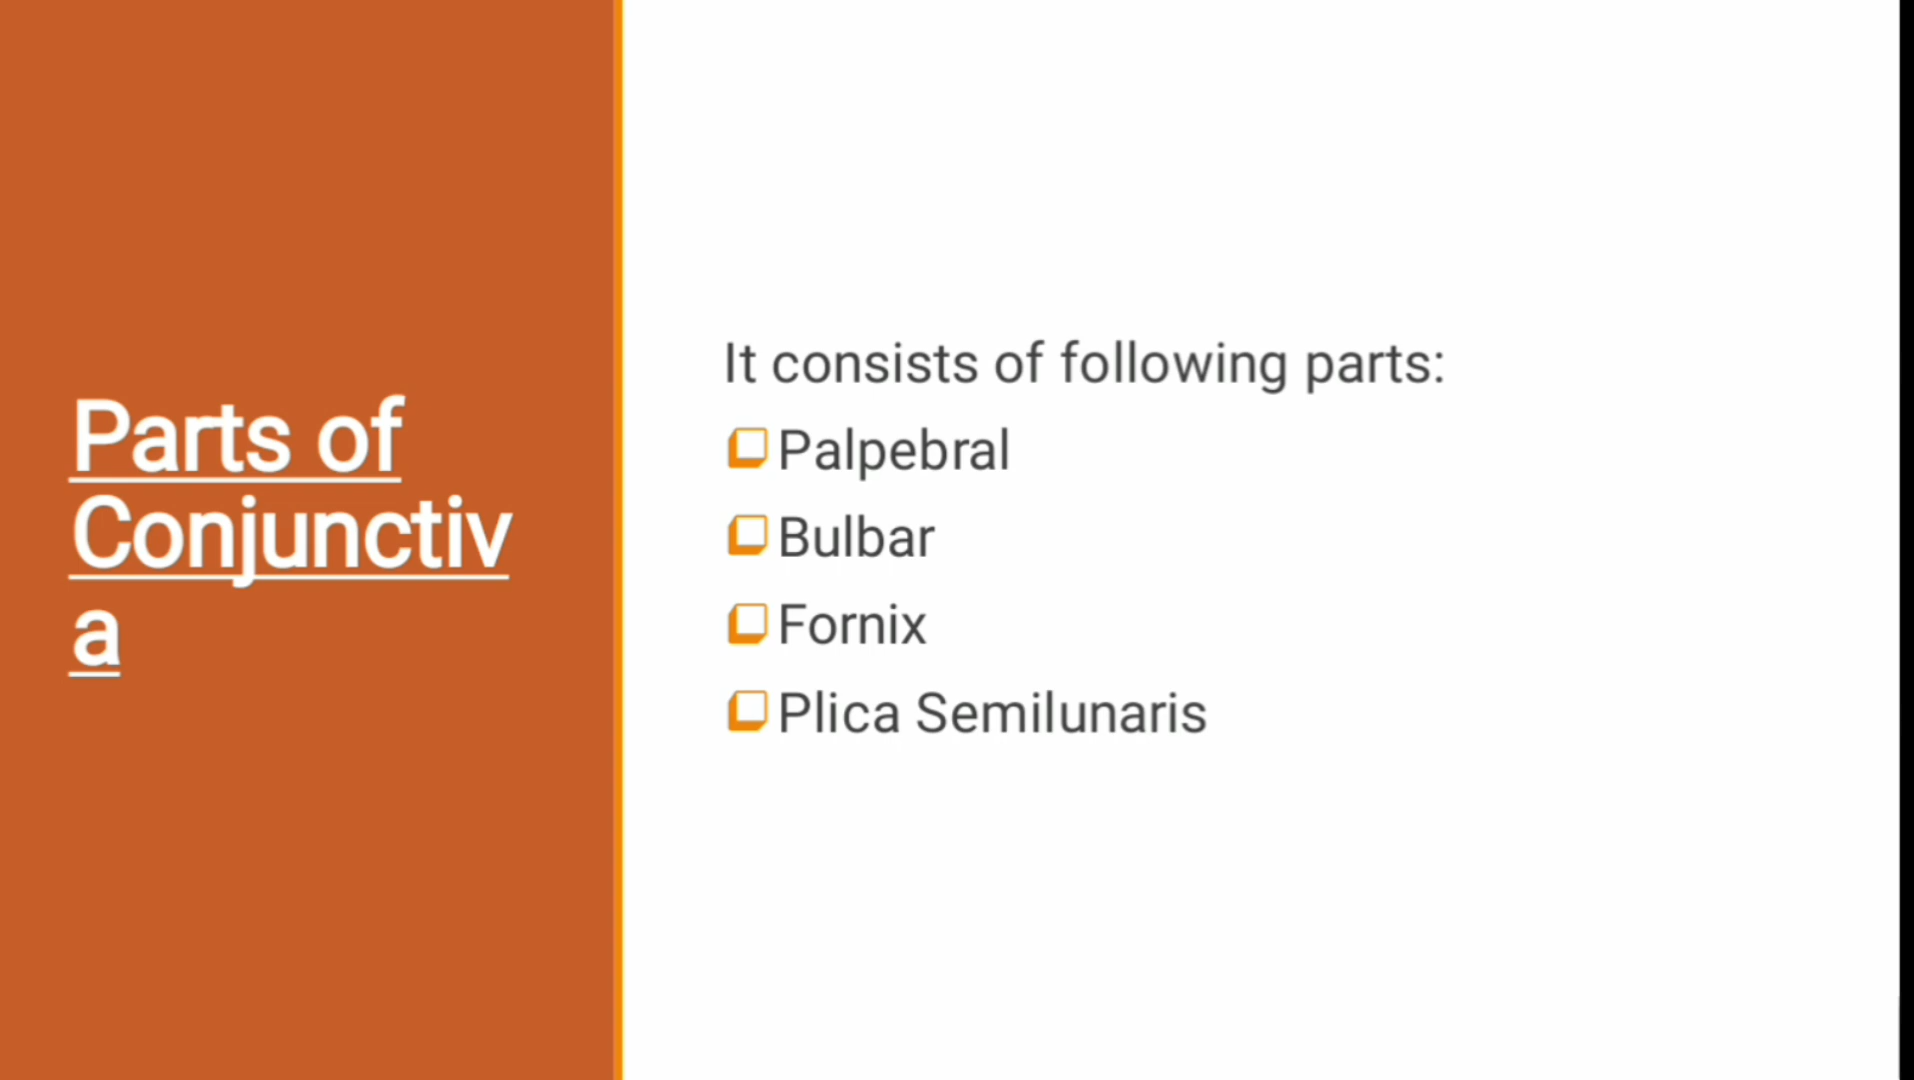 Parts of
Conjunctiv
a
It consists of following parts:
Palpebral
Bulbar
Fornix
Plica Semilunaris